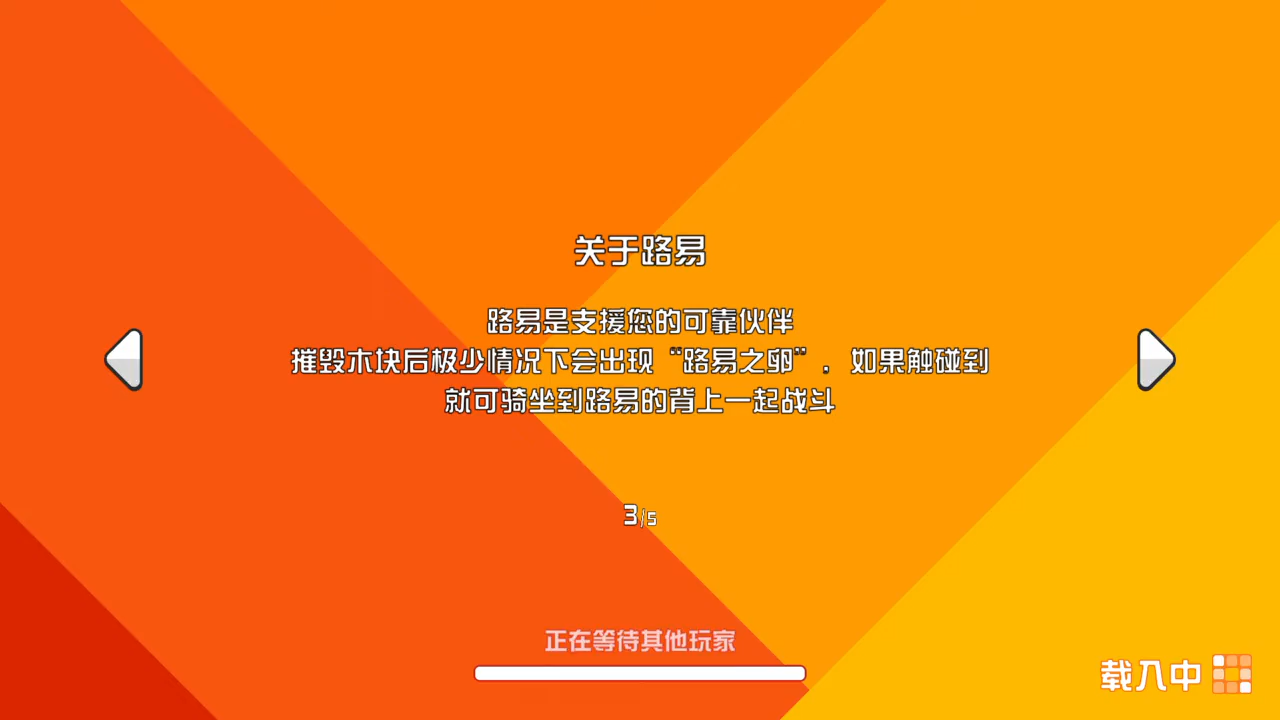 关于路易
路易是支援您的可靠伙伴
摧毁木块后极少情况下会出现“路易之卵”．如果触碰到
就可骑坐到路易的背上一起战斗
3/5
正在等待其他玩家
载入中